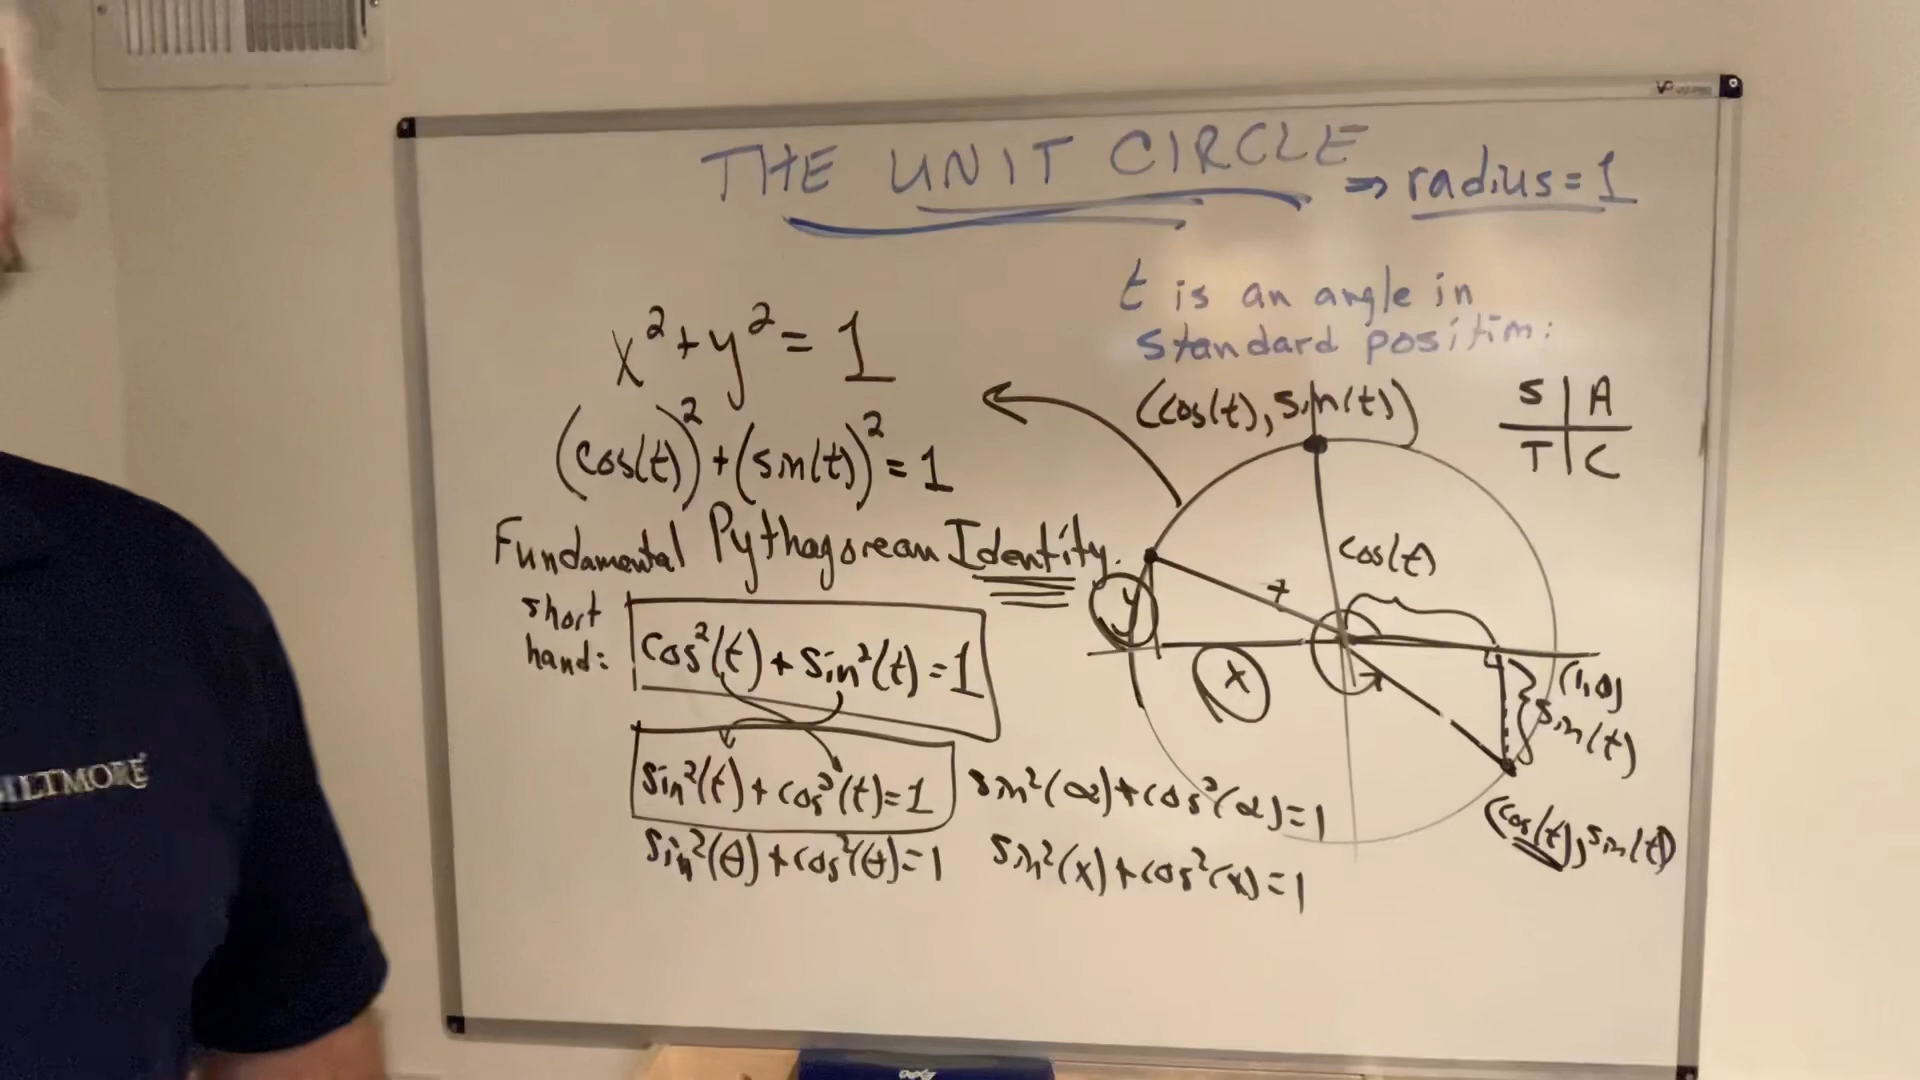 THE UNIT CIRCLE
⇒ radius = 1
t is an angle in
standard position:
x² + y² = 1
(cos(t))² + (sin(t))² = 1
Fundamental Pythagorean Identity.
short
hand:
cos²(t) + sin²(t) = 1
sin²(t) + cos²(t) = 1
sin²(α) + cos²(α) = 1
sin²(θ) + cos²(θ) = 1
sin²(x) + cos²(x) = 1
(cos(t), sin(t))
S A
T C
cos(t)
y
x
(1,0)
sin(t)
(cos(t), sin(t))
LTMORE